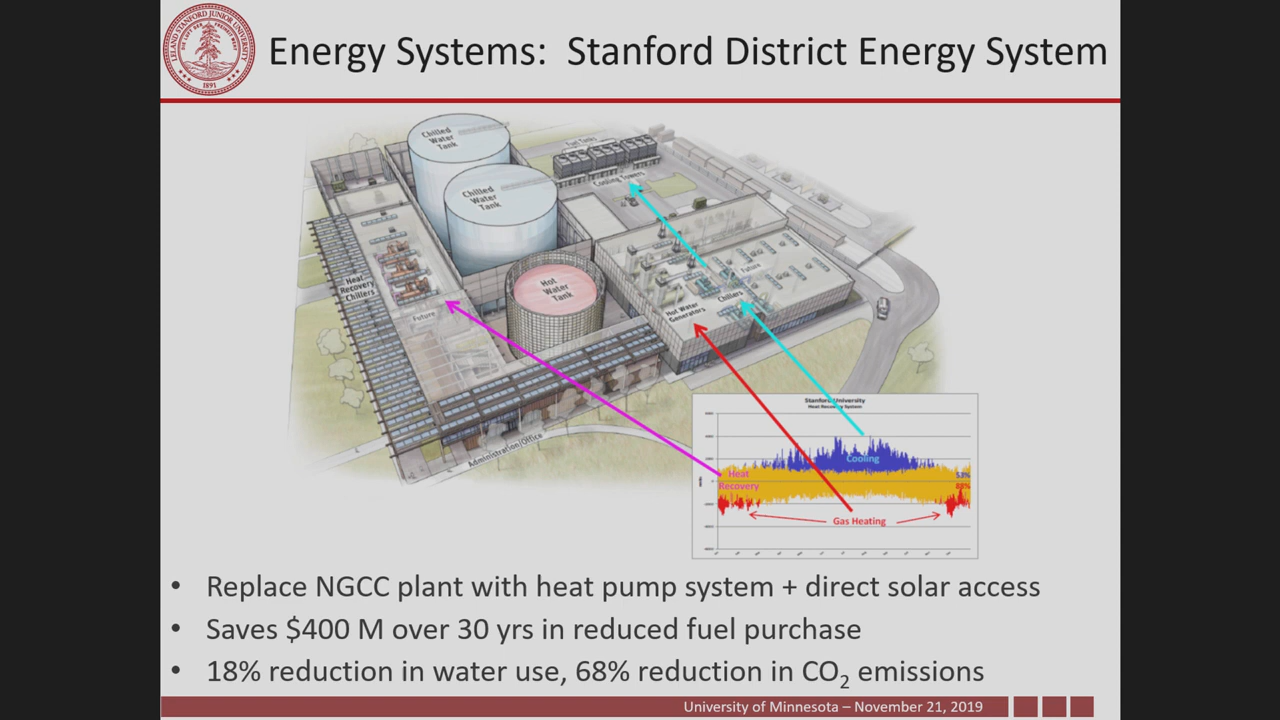 Energy Systems: Stanford District Energy System
LELAND STANFORD JUNIOR UNIVERSITY
1891
Chilled
Water
Tank
Chilled
Water
Tank
Cooling Towers
Heat
Recovery
Chillers
Future
Hot
Water
Tank
Future
Chillers
Hot Water
Generators
Administration/Office
Stanford University
Heat Recovery System
Cooling
Heat
Recovery
53%
88%
Gas Heating
• Replace NGCC plant with heat pump system + direct solar access
• Saves $400 M over 30 yrs in reduced fuel purchase
• 18% reduction in water use, 68% reduction in CO2 emissions
University of Minnesota – November 21, 2019